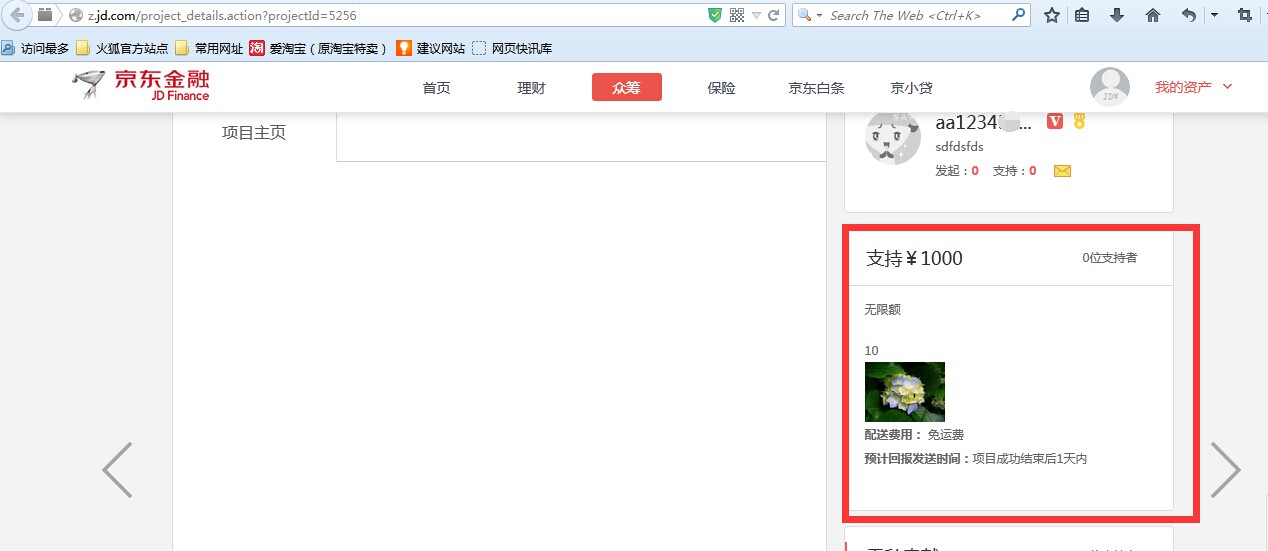 z.jd.com/project_details.action?projectId=5256
Search The Web <Ctrl+K>
访问最多 火狐官方站点 常用网址 淘 爱淘宝（原淘宝特卖） 建议网站 网页快讯库
京东金融
JD Finance
首页 理财 众筹 保险 京东白条 京小贷
JD¥
我的资产
项目主页
aa1234 ... V
sdfdsfds
发起：0 支持：0
支持￥1000
0位支持者
无限额
10
配送费用： 免运费
预计回报发送时间：项目成功结束后1天内